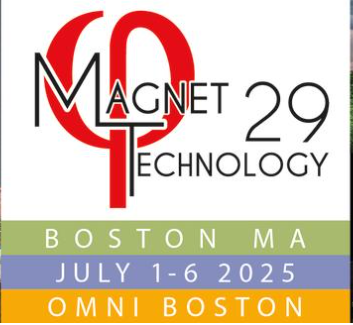 MAGNET 29
TECHNOLOGY
BOSTON MA
JULY 1-6 2025
OMNI BOSTON